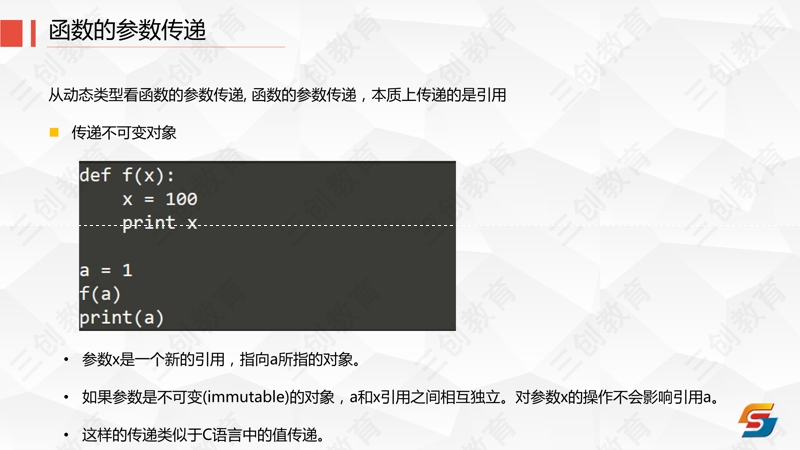 函数的参数传递
从动态类型看函数的参数传递, 函数的参数传递，本质上传递的是引用
传递不可变对象
def f(x):
    x = 100
    print x
a = 1
f(a)
print(a)
• 参数x是一个新的引用，指向a所指的对象。
• 如果参数是不可变(immutable)的对象，a和x引用之间相互独立。对参数x的操作不会影响引用a。
• 这样的传递类似于C语言中的值传递。
三创教育